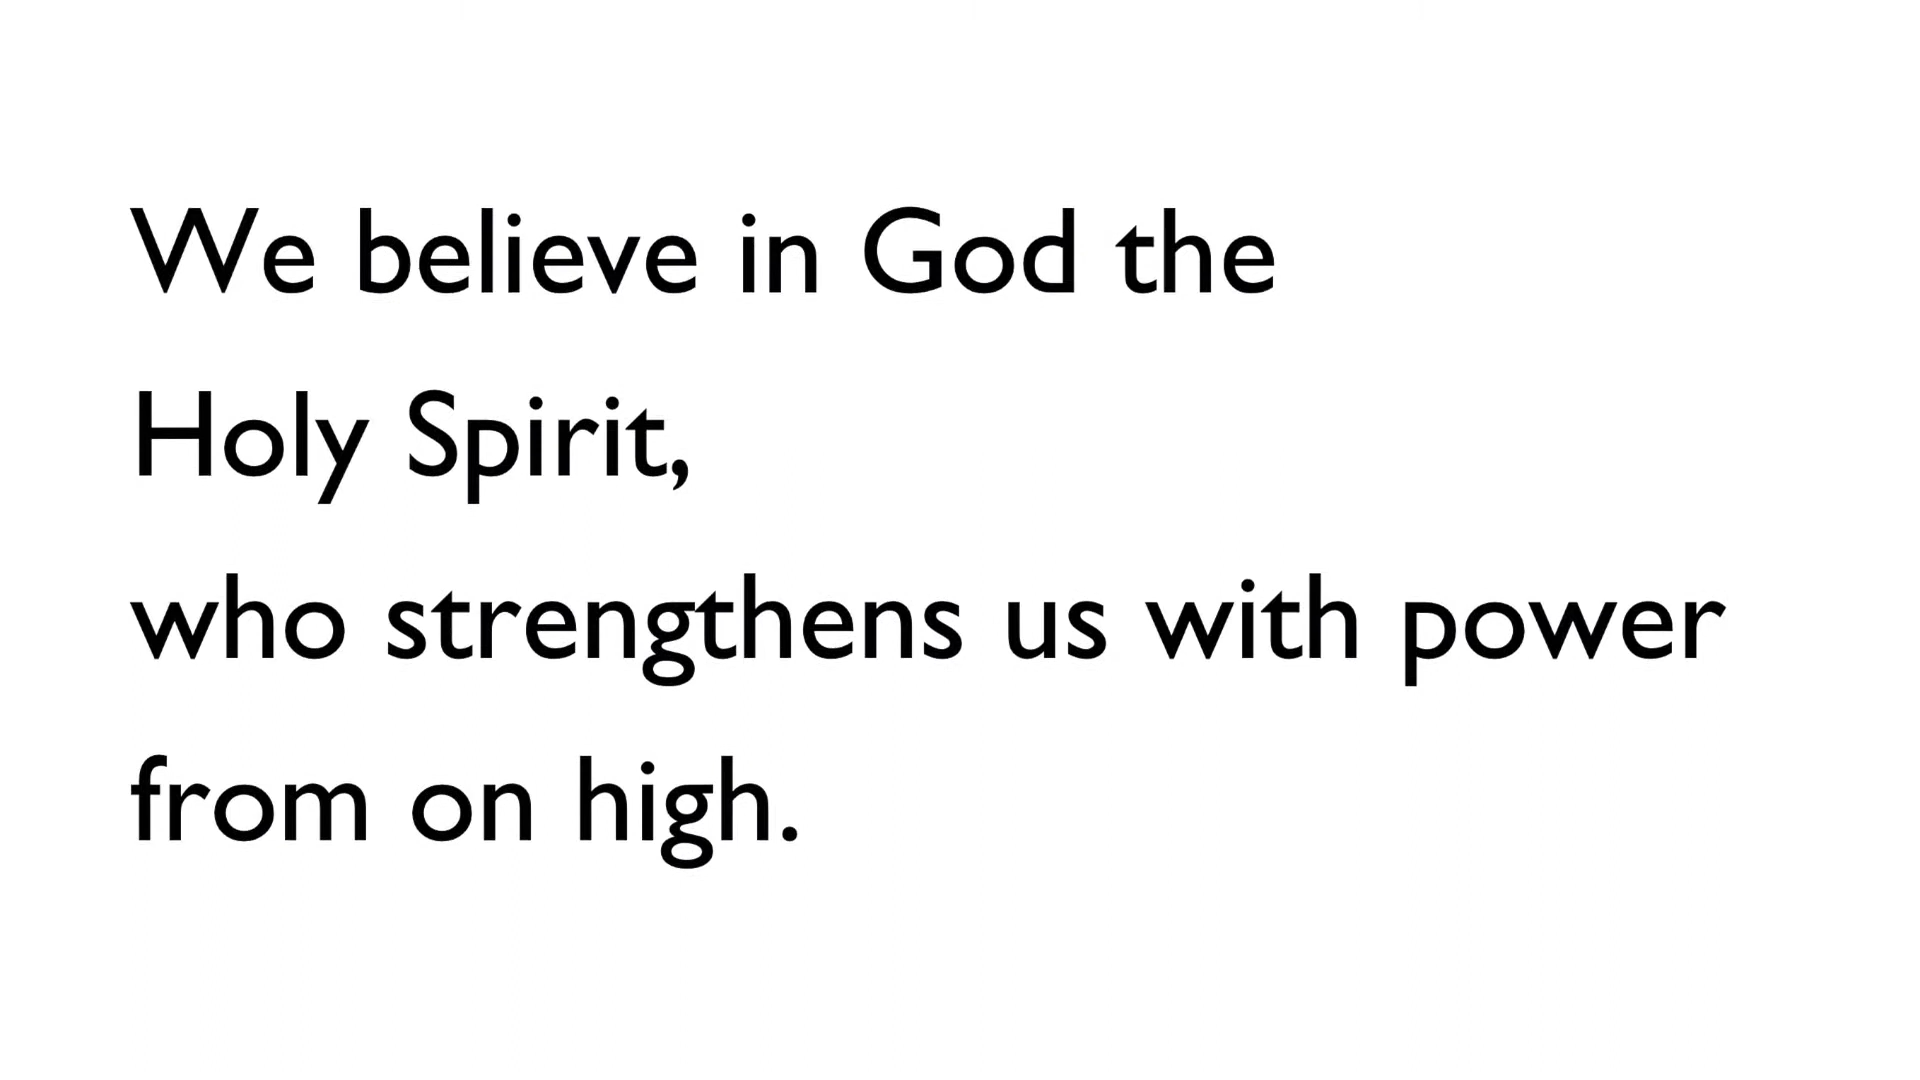 We believe in God the
Holy Spirit,
who strengthens us with power
from on high.